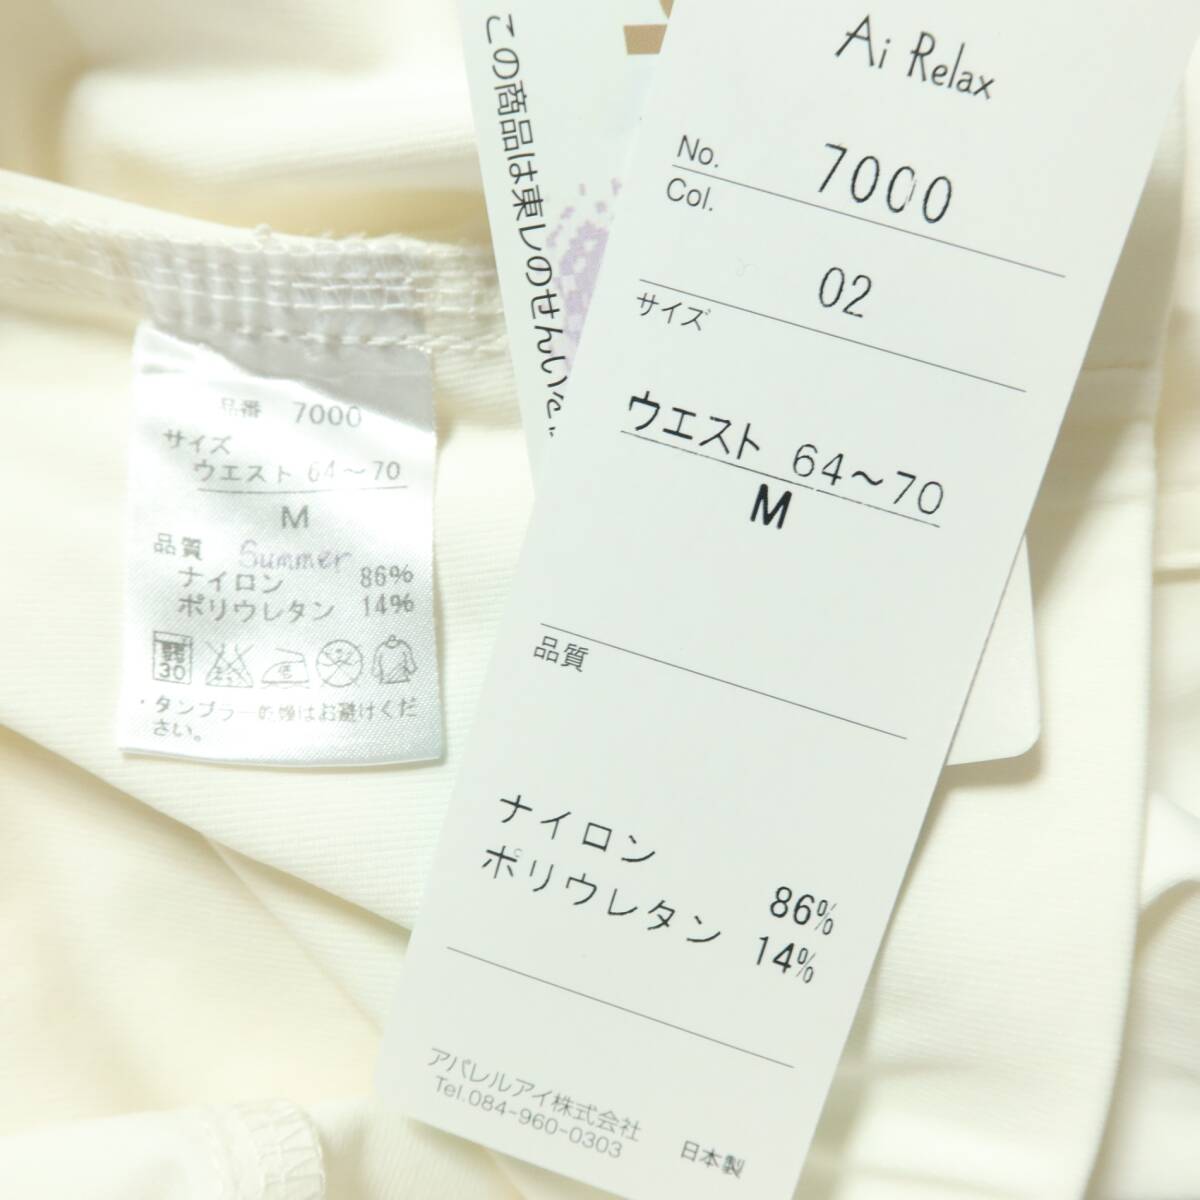 Ai Relax
No.
7000
Col.
02
サイズ
ウエスト 64～70
M
品質
ナイロン 86%
ポリウレタン 14%
アパレルアイ株式会社
Tel.084-960-0303
日本製
この商品は東レのせんい
品番 7000
サイズ
ウエスト 64～70
M
品質 Summer
ナイロン 86%
ポリウレタン 14%
弱
30
低
・タンブラー乾燥はお避けくだ
さい。